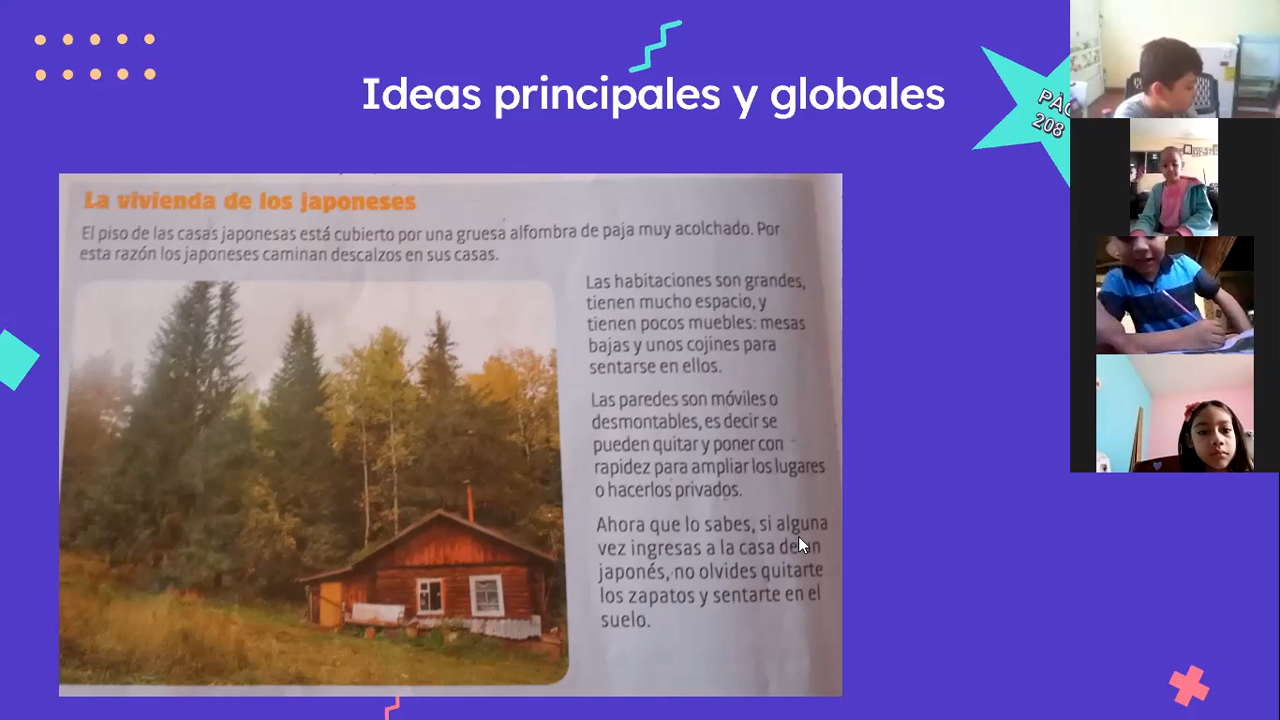 Ideas principales y globales
208
La vivienda de los japoneses
El piso de las casas japonesas está cubierto por una gruesa alfombra de paja muy acolchado. Por
esta razón los japoneses caminan descalzos en sus casas.
Las habitaciones son grandes,
tienen mucho espacio, y
tienen pocos muebles: mesas
bajas y unos cojines para
sentarse en ellos.
Las paredes son móviles o
desmontables, es decir se
pueden quitar y poner con
rapidez para ampliar los lugares
o hacerlos privados.
Ahora que lo sabes, si alguna
vez ingresas a la casa de un
japonés, no olvides quitarte
los zapatos y sentarte en el
suelo.